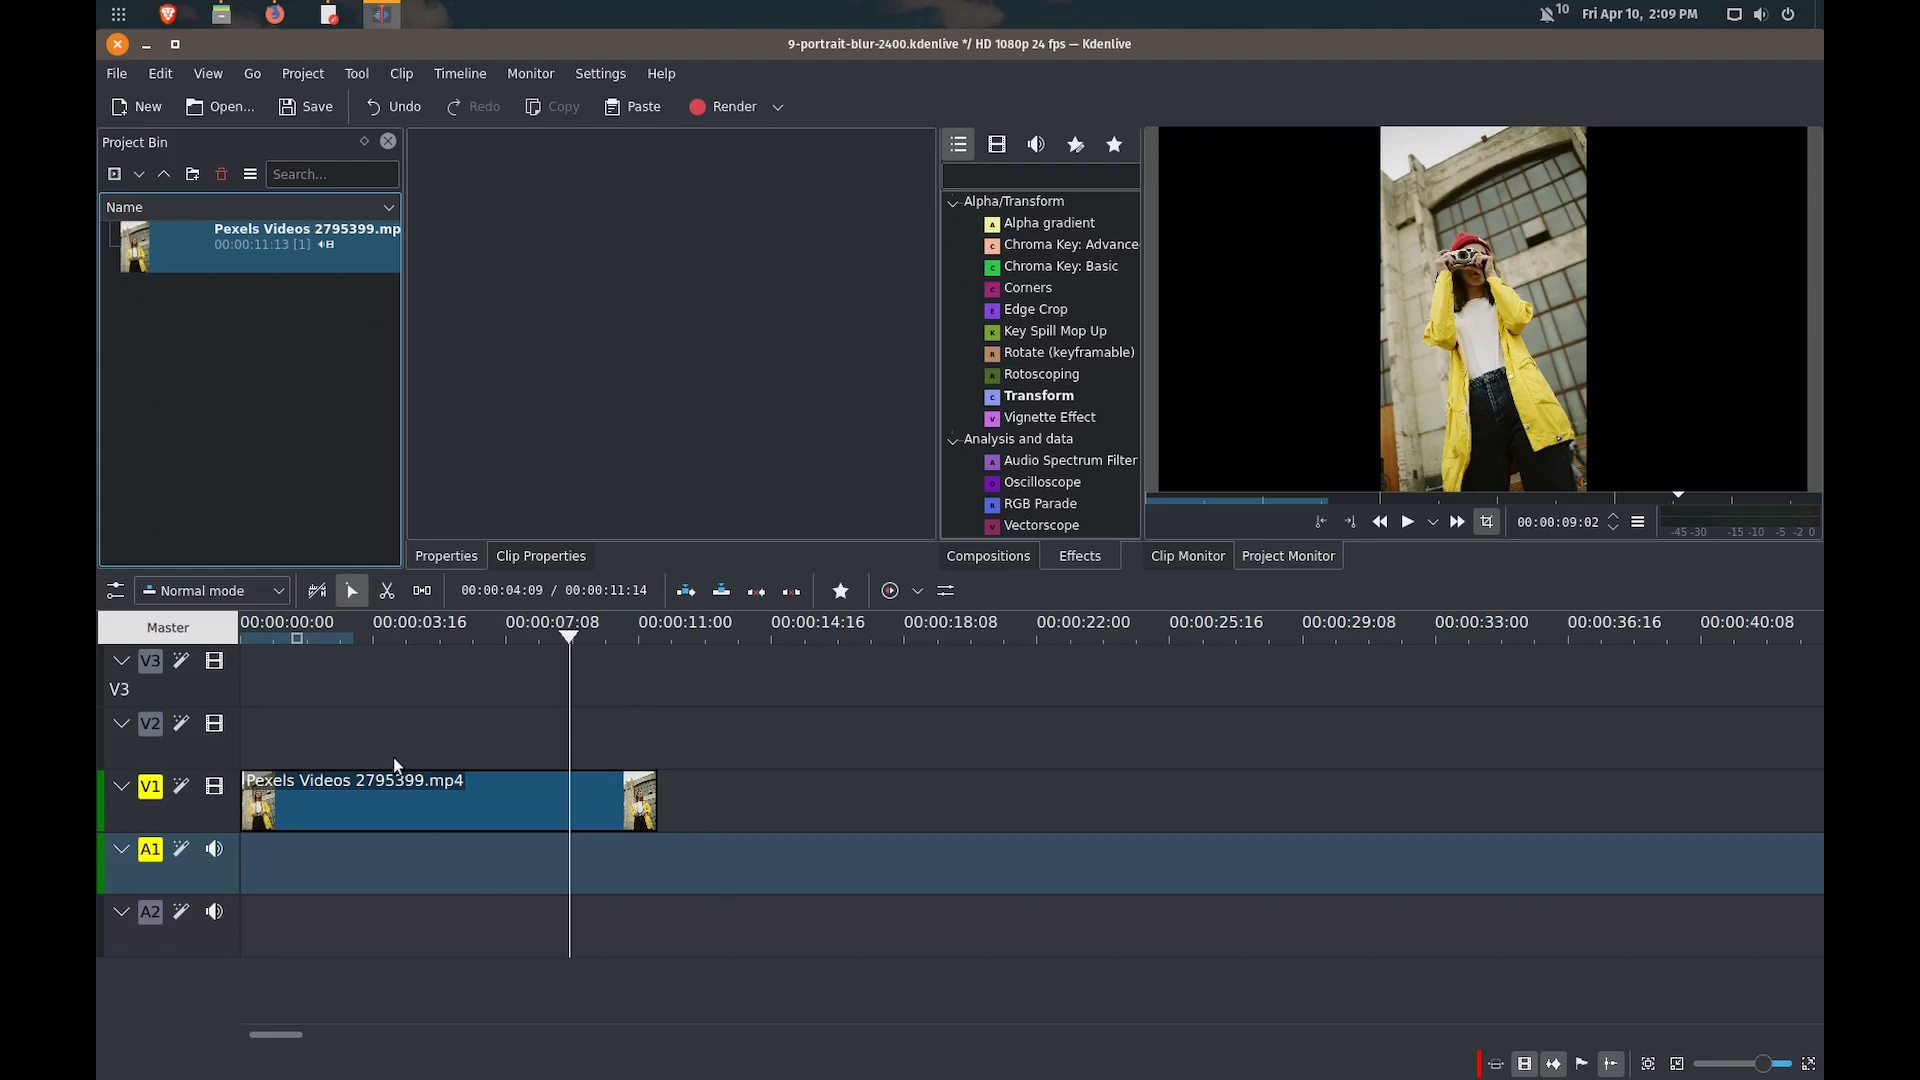 10
Fri Apr 10, 2:09 PM
9-portrait-blur-2400.kdenlive */ HD 1080p 24 fps — Kdenlive
File Edit View Go Project Tool Clip Timeline Monitor Settings Help
New Open... Save Undo Redo Copy Paste Render
Project Bin
Search...
Name
Pexels Videos 2795399.mp
00:00:11:13 [1]
Alpha/Transform
A Alpha gradient
C Chroma Key: Advance
C Chroma Key: Basic
C Corners
E Edge Crop
K Key Spill Mop Up
R Rotate (keyframable)
R Rotoscoping
C Transform
V Vignette Effect
Analysis and data
A Audio Spectrum Filter
O Oscilloscope
R RGB Parade
V Vectorscope
00:00:09:02
-45 -30 -15 -10 -5 -2 0
Properties Clip Properties
Compositions Effects
Clip Monitor Project Monitor
Normal mode
00:00:04:09 / 00:00:11:14
Master
00:00:00:00 00:00:03:16 00:00:07:08 00:00:11:00 00:00:14:16 00:00:18:08 00:00:22:00 00:00:25:16 00:00:29:08 00:00:33:00 00:00:36:16 00:00:40:08
V3
V3
V2
V1
Pexels Videos 2795399.mp4
A1
A2